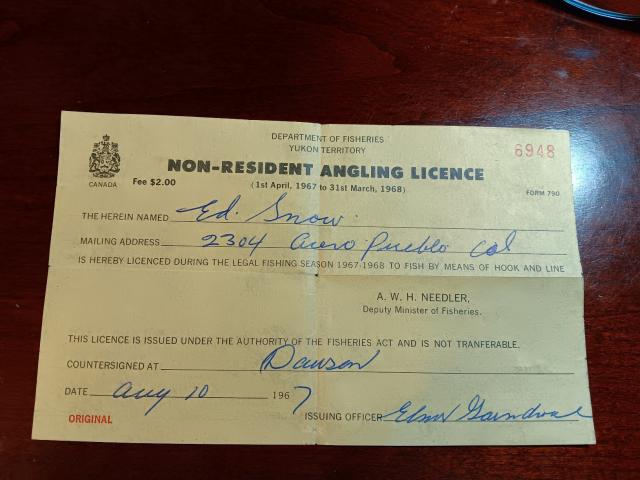 DEPARTMENT OF FISHERIES
YUKON TERRITORY
6948
CANADA
NON-RESIDENT ANGLING LICENCE
Fee $2.00
(1st April, 1967 to 31st March, 1968)
FORM 790
THE HEREIN NAMED Ed. Snow
MAILING ADDRESS 2304 Acero Pueblo Col
IS HEREBY LICENCED DURING THE LEGAL FISHING SEASON 1967-1968 TO FISH BY MEANS OF HOOK AND LINE
A. W. H. NEEDLER,
Deputy Minister of Fisheries.
THIS LICENCE IS ISSUED UNDER THE AUTHORITY OF THE FISHERIES ACT AND IS NOT TRANFERABLE.
COUNTERSIGNED AT Dawson
DATE Aug 10 1967
ISSUING OFFICER
ORIGINAL